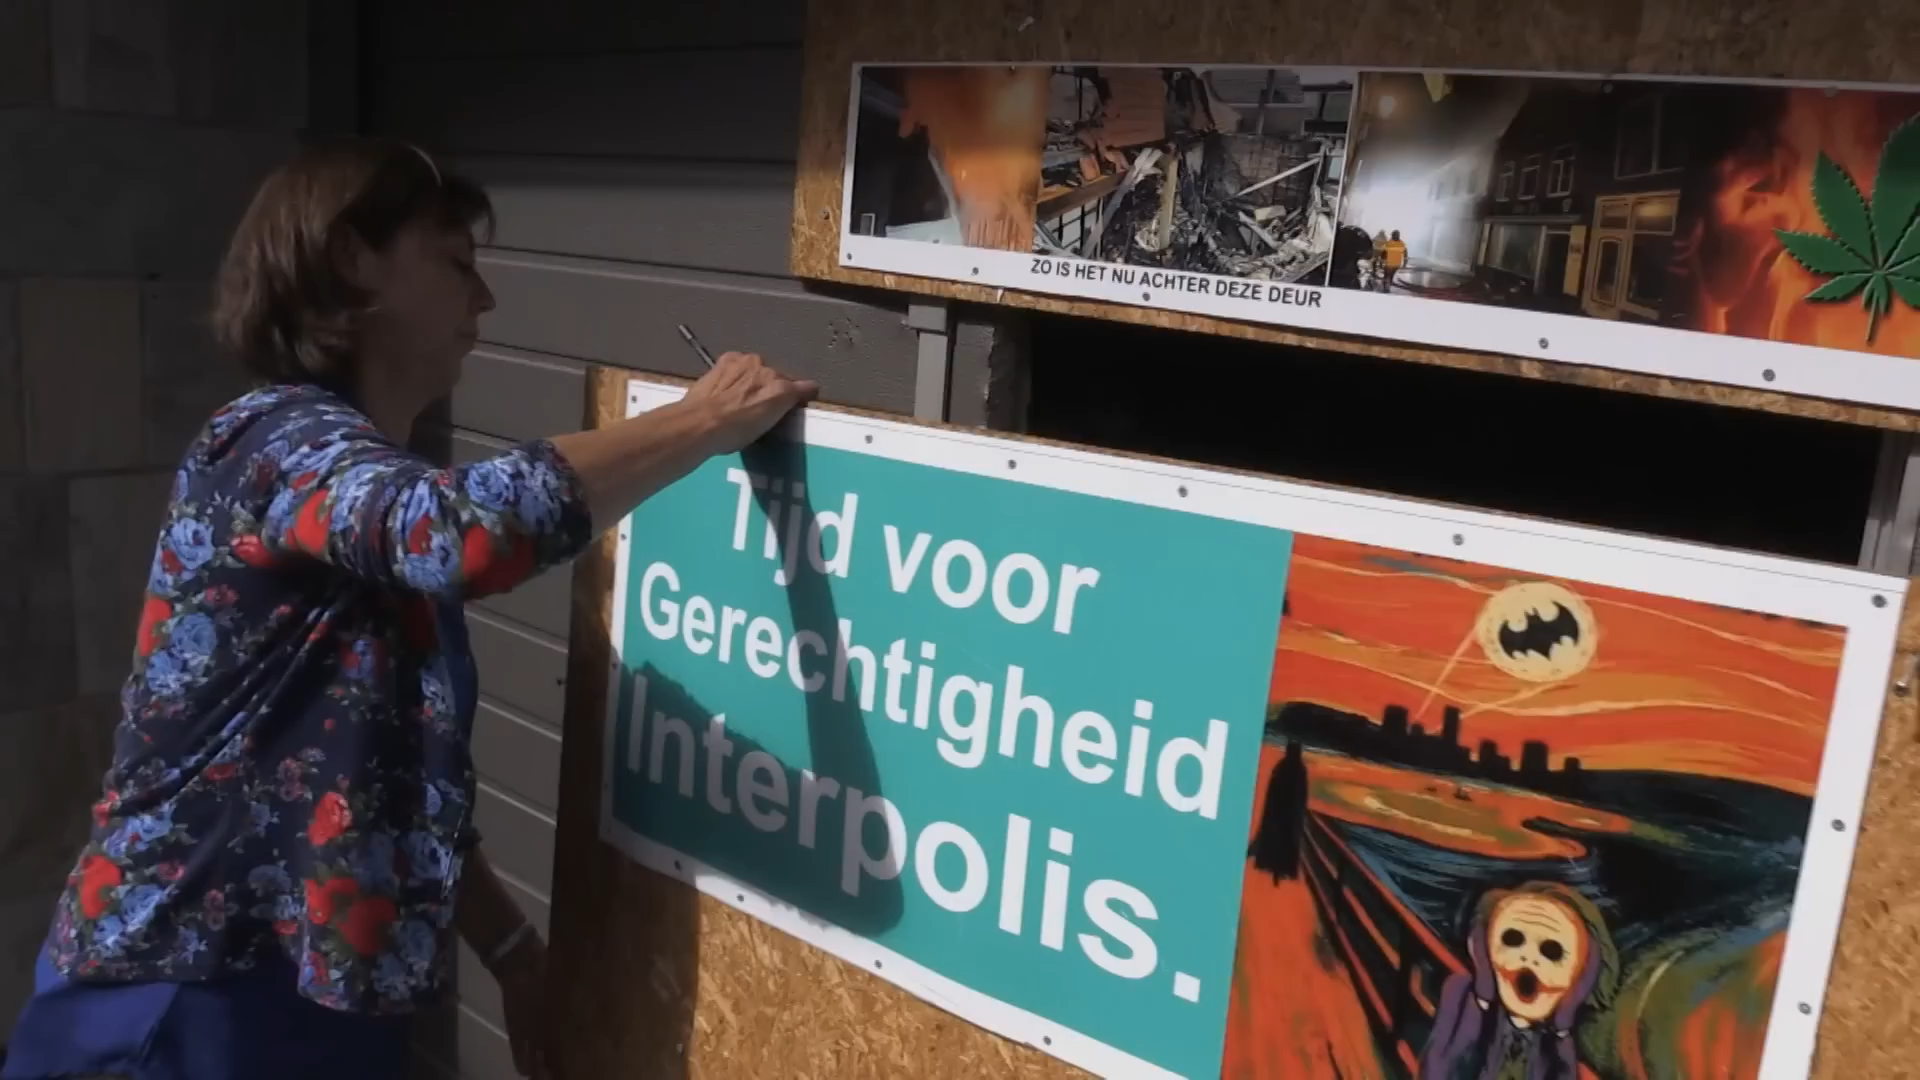 ZO IS HET NU ACHTER DEZE DEUR
Tijd voor
Gerechtigheid
Interpolis.